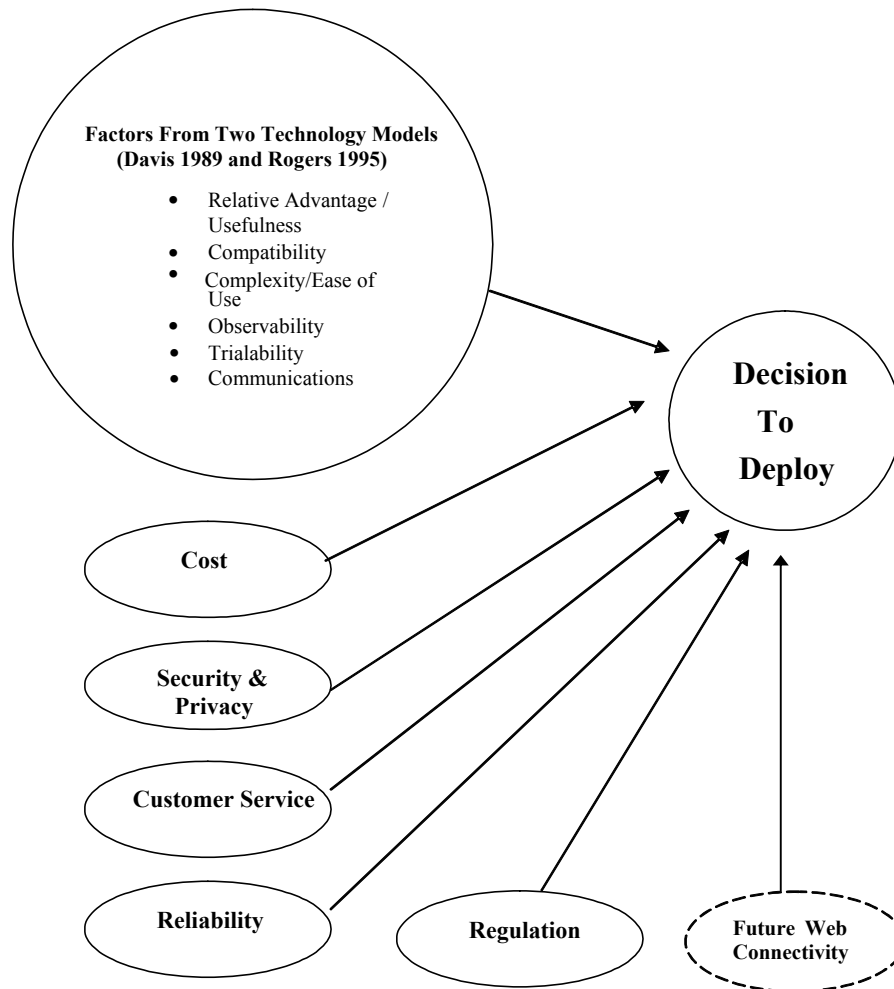 Factors From Two Technology Models
(Davis 1989 and Rogers 1995)
• Relative Advantage /
Usefulness
• Compatibility
• Complexity/Ease of
Use
• Observability
• Trialability
• Communications
Decision
To
Deploy
Cost
Security &
Privacy
Customer Service
Reliability
Regulation
Future Web
Connectivity